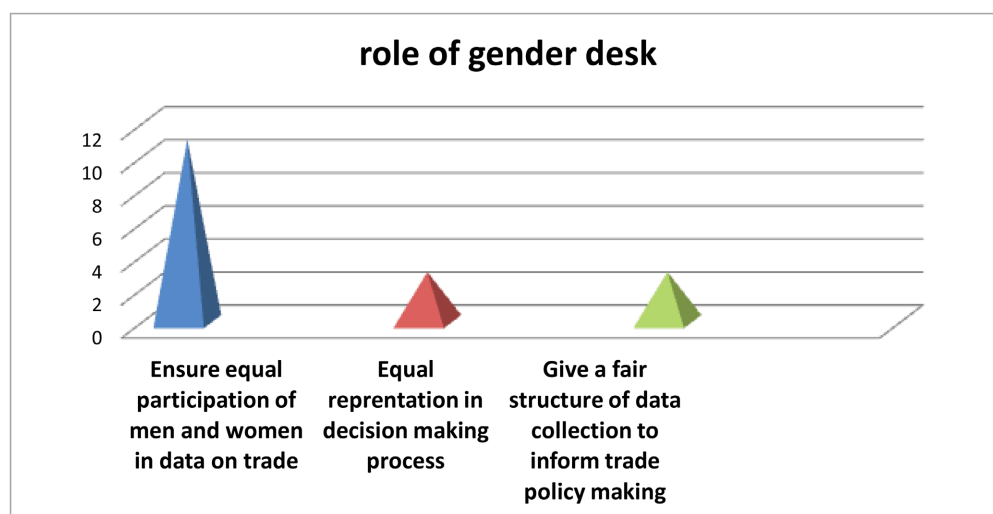 role of gender desk
12
10
8
6
4
2
0
Ensure equal
participation of
men and women
in data on trade
Equal
reprentation in
decision making
process
Give a fair
structure of data
collection to
inform trade
policy making